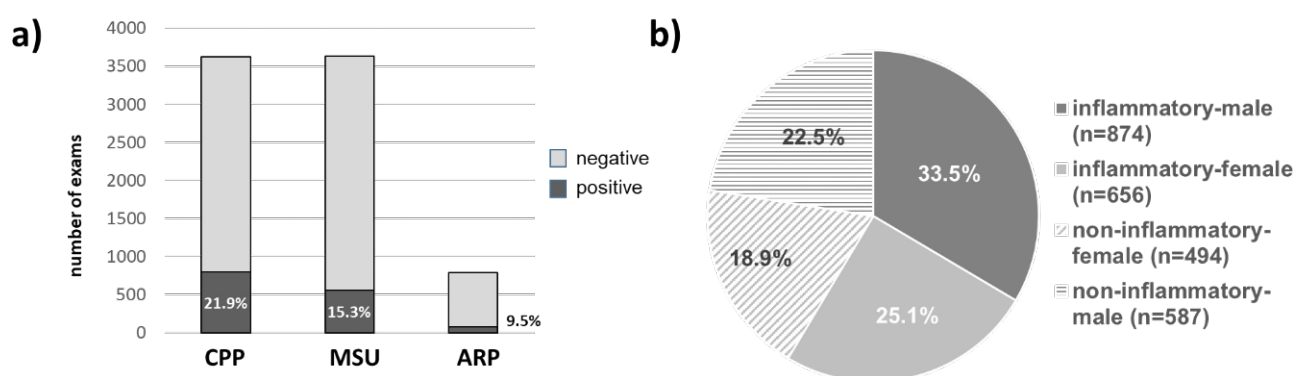 a)
number of exams
4000
3500
3000
2500
2000
1500
1000
500
0
21.9%
15.3%
9.5%
CPP MSU ARP
negative
positive
b)
22.5%
33.5%
18.9%
25.1%
inflammatory-male
(n=874)
inflammatory-female
(n=656)
non-inflammatory-
female (n=494)
non-inflammatory-
male (n=587)